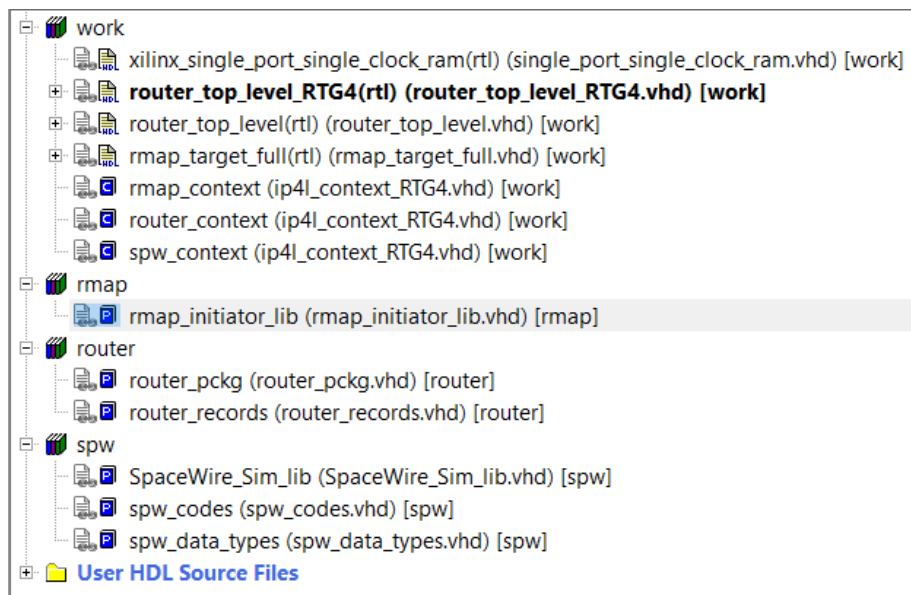 work
xilinx_single_port_single_clock_ram(rtl) (single_port_single_clock_ram.vhd) [work]
router_top_level_RTG4(rtl) (router_top_level_RTG4.vhd) [work]
router_top_level(rtl) (router_top_level.vhd) [work]
rmap_target_full(rtl) (rmap_target_full.vhd) [work]
rmap_context (ip4l_context_RTG4.vhd) [work]
router_context (ip4l_context_RTG4.vhd) [work]
spw_context (ip4l_context_RTG4.vhd) [work]
rmap
rmap_initiator_lib (rmap_initiator_lib.vhd) [rmap]
router
router_pckg (router_pckg.vhd) [router]
router_records (router_records.vhd) [router]
spw
SpaceWire_Sim_lib (SpaceWire_Sim_lib.vhd) [spw]
spw_codes (spw_codes.vhd) [spw]
spw_data_types (spw_data_types.vhd) [spw]
User HDL Source Files